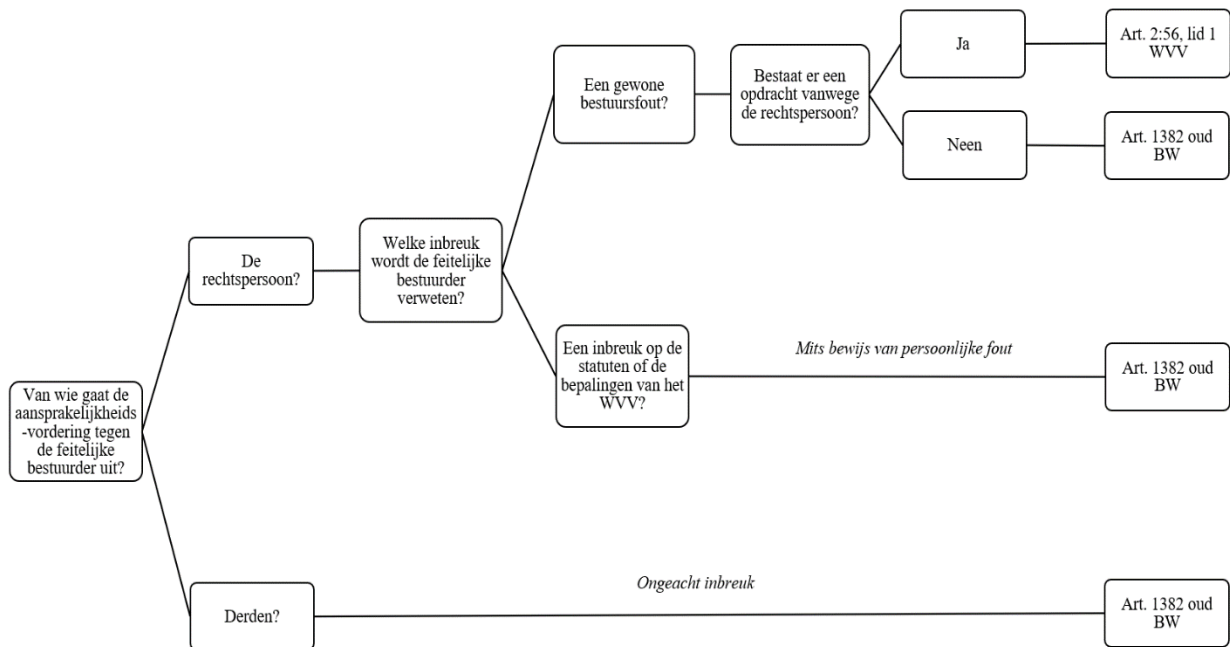 Van wie gaat de
aansprakelijkheids
-vordering tegen
de feitelijke
bestuurder uit?
De
rechtspersoon?
Welke inbreuk
wordt de feitelijke
bestuurder
verweten?
Een gewone
bestuursfout?
Bestaat er een
opdracht vanwege
de rechtspersoon?
Ja
Art. 2:56, lid 1
WVV
Neen
Art. 1382 oud
BW
Een inbreuk op de
statuten of de
bepalingen van het
WVV?
Mits bewijs van persoonlijke fout
Art. 1382 oud
BW
Derden?
Ongeacht inbreuk
Art. 1382 oud
BW